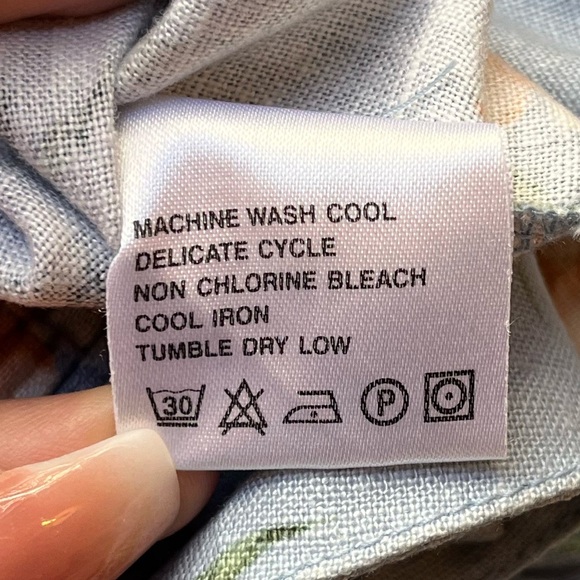 MACHINE WASH COOL
DELICATE CYCLE
NON CHLORINE BLEACH
COOL IRON
TUMBLE DRY LOW
30 P